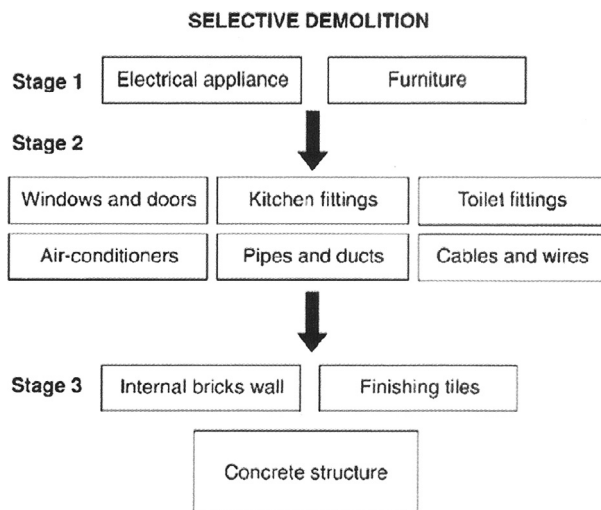 SELECTIVE DEMOLITION
Stage 1
Electrical appliance
Furniture
Stage 2
Windows and doors
Kitchen fittings
Toilet fittings
Air-conditioners
Pipes and ducts
Cables and wires
Stage 3
Internal bricks wall
Finishing tiles
Concrete structure